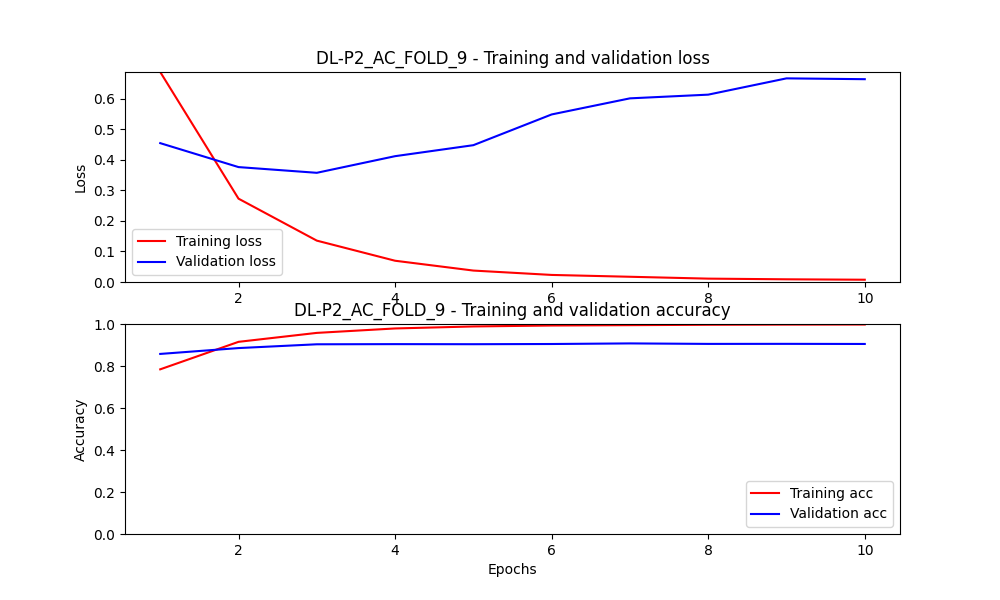 DL-P2_AC_FOLD_9 - Training and validation loss
0.6
0.5
0.4
0.3
0.2
0.1
0.0
Loss
Training loss
Validation loss
2 4 6 8 10
DL-P2_AC_FOLD_9 - Training and validation accuracy
1.0
0.8
0.6
0.4
0.2
0.0
Accuracy
Training acc
Validation acc
2 4 6 8 10
Epochs